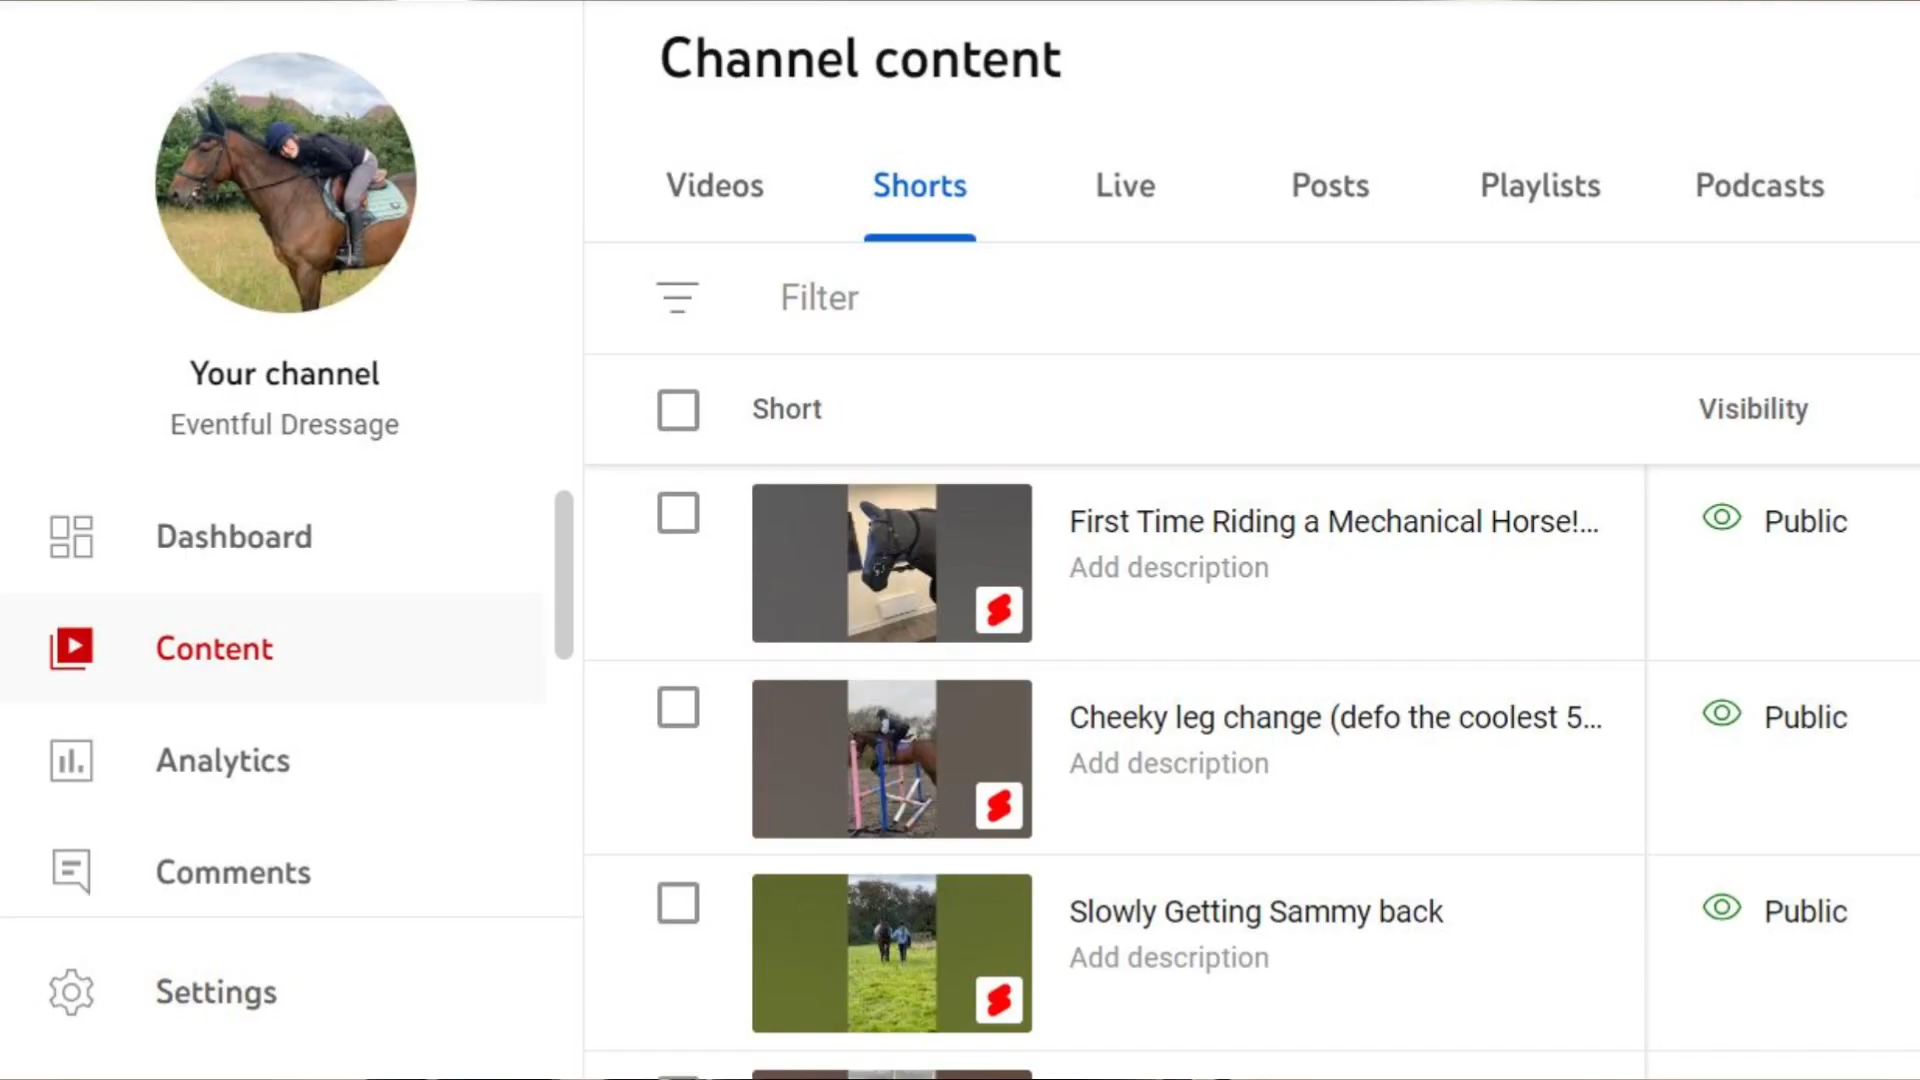 Channel content
Videos Shorts Live Posts Playlists Podcasts
Filter
Your channel
Eventful Dressage
Short Visibility
Dashboard
Content
Analytics
Comments
Settings
First Time Riding a Mechanical Horse!... Public
Add description
Cheeky leg change (defo the coolest 5... Public
Add description
Slowly Getting Sammy back Public
Add description